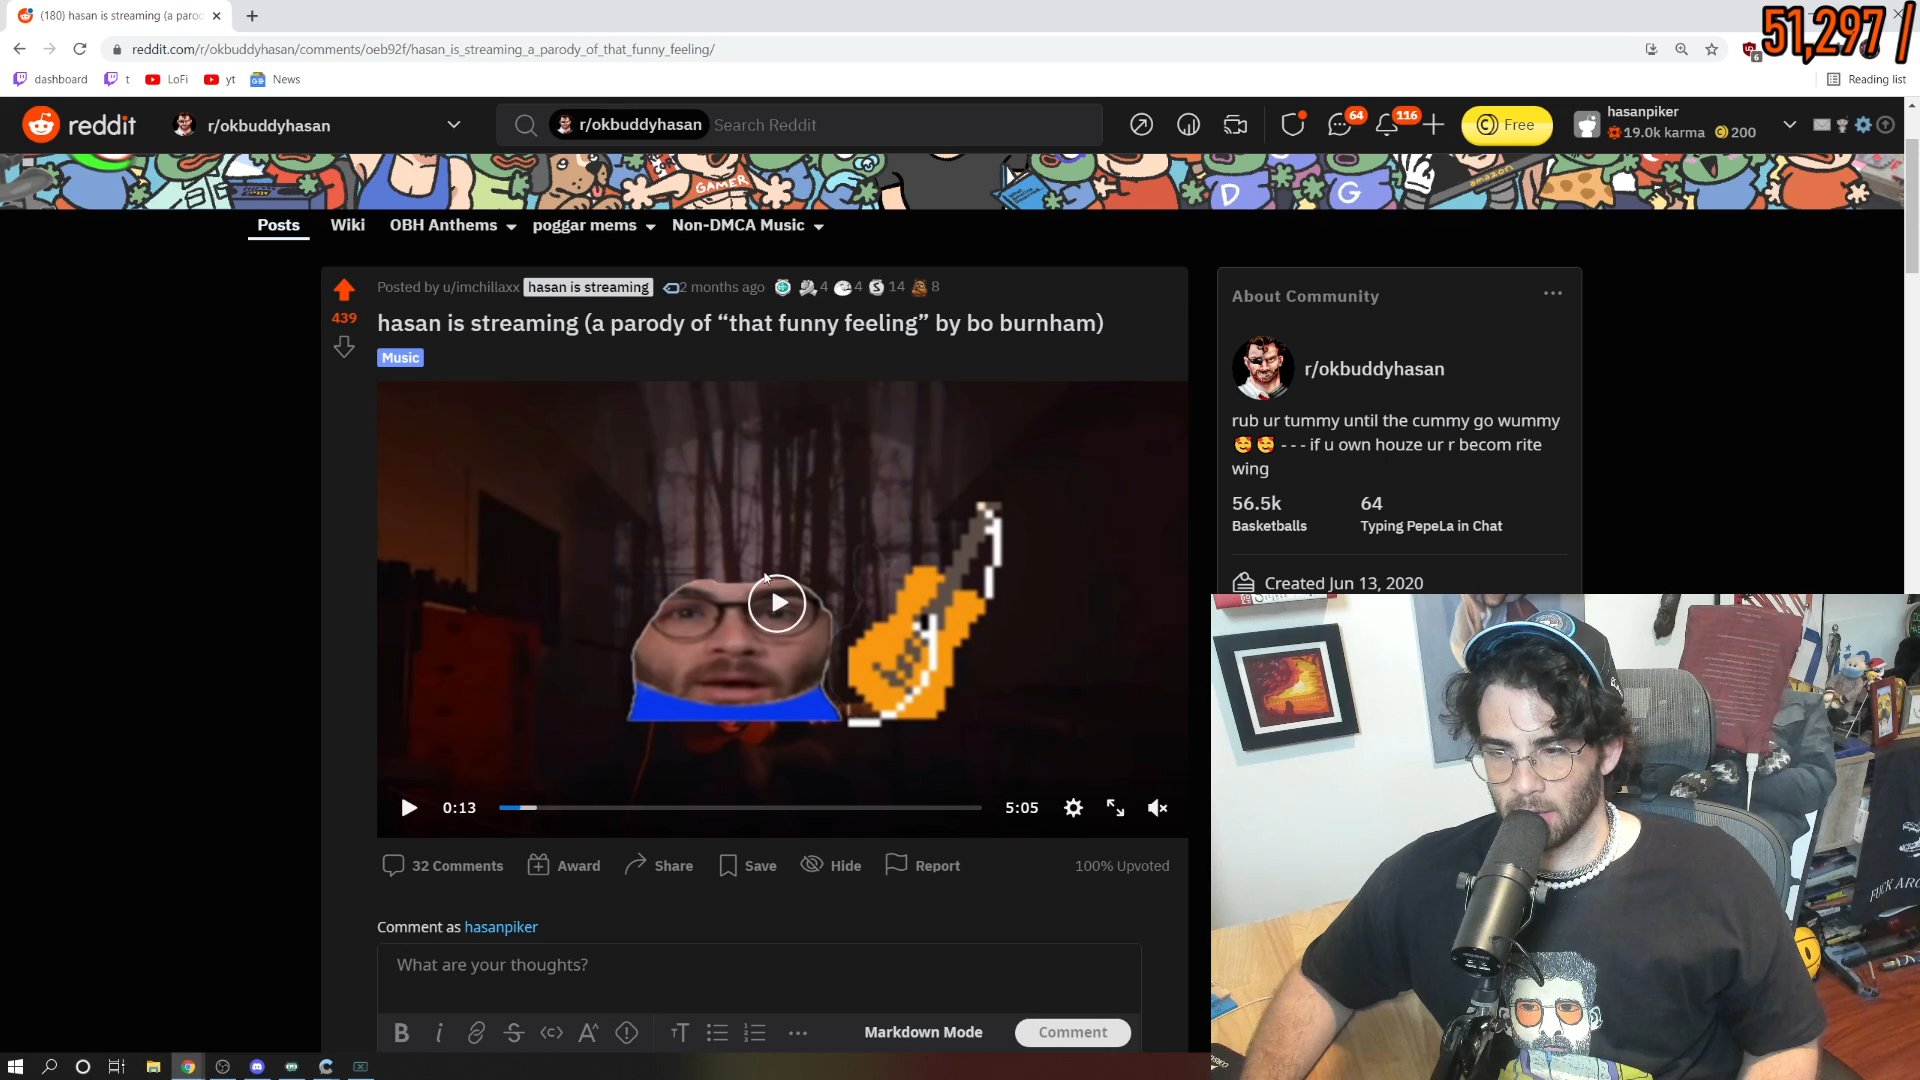 (180) hasan is streaming (a parod
51,297 /
reddit.com/r/okbuddyhasan/comments/oeb92f/hasan_is_streaming_a_parody_of_that_funny_feeling/
6
dashboard
t
LoFi
yt
News
Reading list
reddit
r/okbuddyhasan
r/okbuddyhasan
Search Reddit
64
116
Free
hasanpiker
19.0k karma
200
GAMER
D
G
amazon
Posts
Wiki
OBH Anthems
poggar mems
Non-DMCA Music
439
Posted by u/imchillaxx
hasan is streaming
2 months ago
4
4
14
8
hasan is streaming (a parody of “that funny feeling” by bo burnham)
Music
0:13
5:05
32 Comments
Award
Share
Save
Hide
Report
100% Upvoted
Comment as hasanpiker
What are your thoughts?
Markdown Mode
Comment
About Community
r/okbuddyhasan
rub ur tummy until the cummy go wummy
🥰 🥰 - - - if u own houze ur r becom rite
wing
56.5k
Basketballs
64
Typing PepeLa in Chat
Created Jun 13, 2020